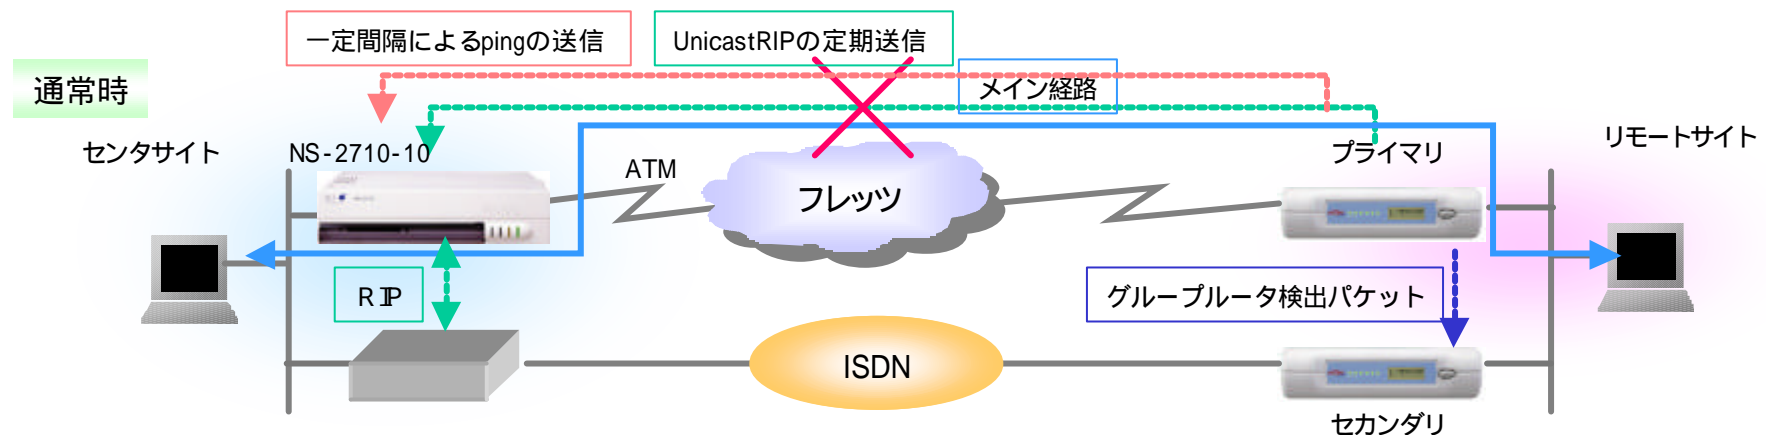 一定間隔によるpingの送信
UnicastRIPの定期送信
通常時
メイン経路
センタサイト
NS-2710-10
ATM
フレッツ
プライマリ
リモートサイト
RIP
グループルータ検出パケット
ISDN
セカンダリ